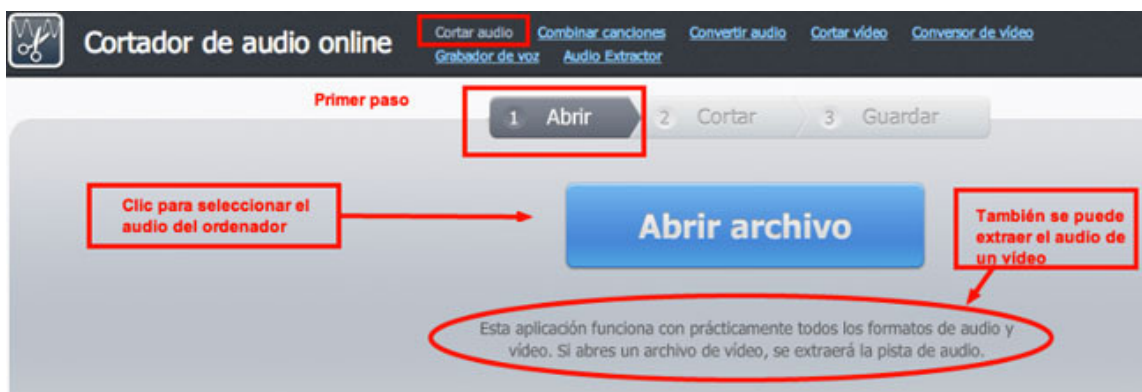 Cortador de audio online
Cortar audio Combinar canciones Convertir audio Cortar vídeo Conversor de vídeo
Grabador de voz Audio Extractor
Primer paso
1 Abrir 2 Cortar 3 Guardar
Clic para seleccionar el
audio del ordenador
Abrir archivo
También se puede
extraer el audio de
un vídeo
Esta aplicación funciona con prácticamente todos los formatos de audio y
vídeo. Si abres un archivo de vídeo, se extraerá la pista de audio.